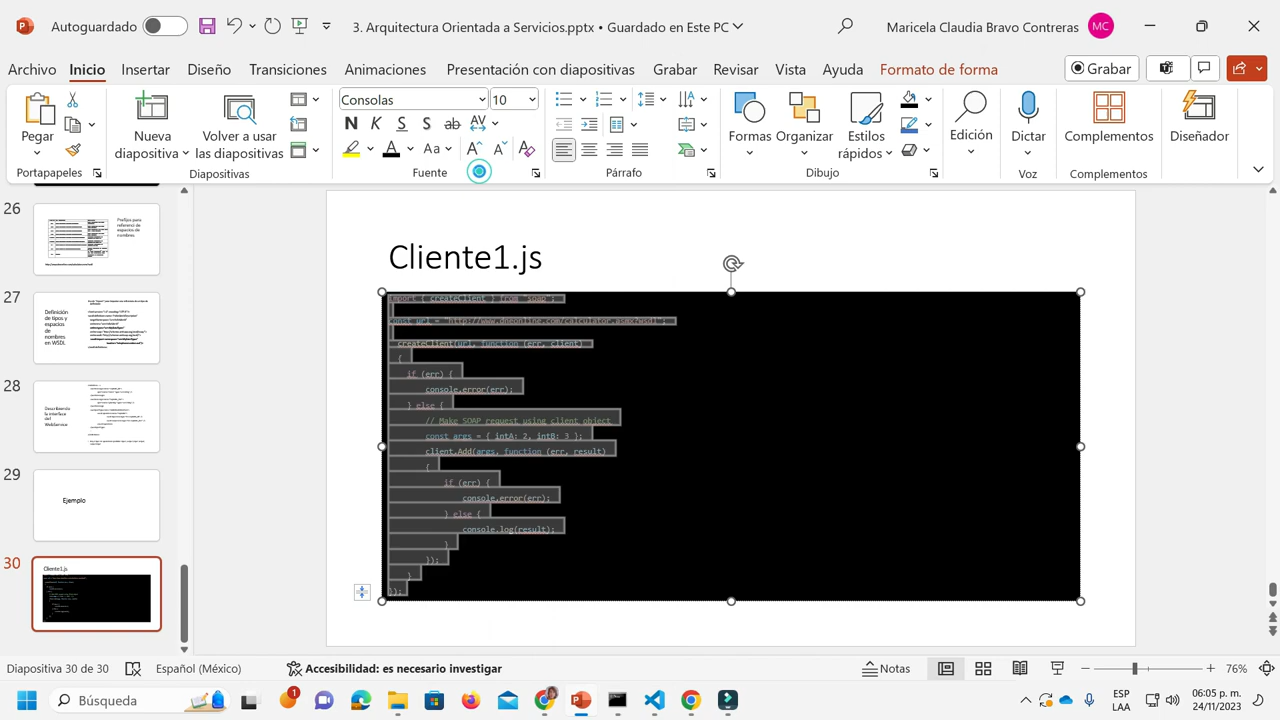 Autoguardado
3. Arquitectura Orientada a Servicios.pptx • Guardado en Este PC
Maricela Claudia Bravo Contreras
MC
Archivo Inicio Insertar Diseño Transiciones Animaciones Presentación con diapositivas Grabar Revisar Vista Ayuda Formato de forma
Grabar
Consolas
10
Pegar
Nueva diapositiva
Volver a usar las diapositivas
N K S S ab AV
A Aa A A A
Formas Organizar Estilos rápidos
Edición
Dictar
Complementos
Diseñador
Portapapeles Diapositivas Fuente Párrafo Dibujo Voz Complementos
26
Prefijos para
referencia de
espacios de
nombres
27
Definición
de tipos y
espacios
de
nombres
en WSDL
28
Describiendo
la interface
del
WebService
29
Ejemplo
30
Cliente1.js
Cliente1.js
import { createClient } from "soap";
const url = "http://www.dneonline.com/calculator.asmx?wsdl";
createClient(url, function (err, client)
{
if (err) {
console.error(err);
} else {
// Make SOAP request using client object
const args = { intA: 2, intB: 3 };
client.Add(args, function (err, result)
{
if (err) {
console.error(err);
} else {
console.log(result);
}
});
}
});
Diapositiva 30 de 30
Español (México)
Accesibilidad: es necesario investigar
Notas
76%
Búsqueda
1
ESP
LAA
06:05 p. m.
24/11/2023